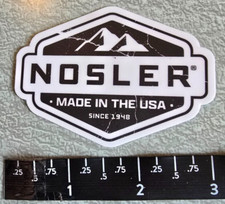 NOSLER®
· MADE IN THE USA ·
SINCE 1948
.25 .5 .75 1 .25 .5 .75 2 .25 .5 .75 3